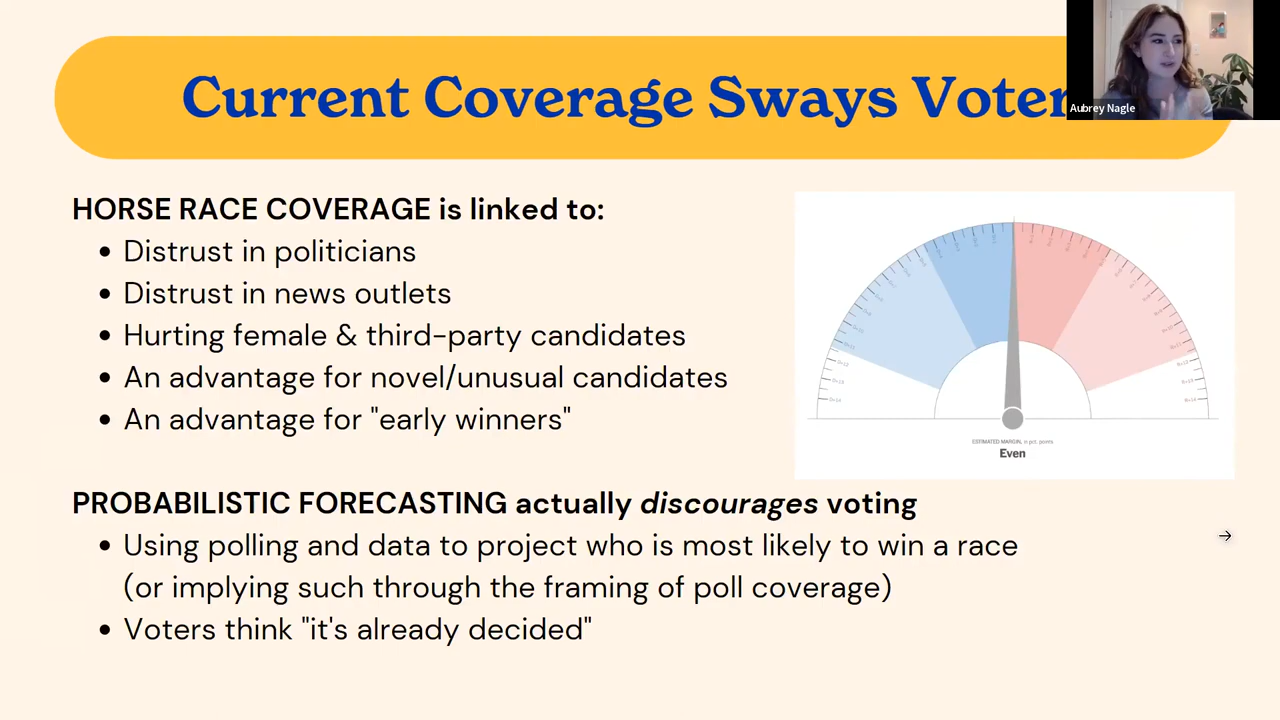 Current Coverage Sways Voter
Aubrey Nagle
HORSE RACE COVERAGE is linked to:
• Distrust in politicians
• Distrust in news outlets
• Hurting female & third-party candidates
• An advantage for novel/unusual candidates
• An advantage for "early winners"
ESTIMATED MARGIN, in pct. points
Even
PROBABILISTIC FORECASTING actually discourages voting
• Using polling and data to project who is most likely to win a race
(or implying such through the framing of poll coverage)
• Voters think "it's already decided"